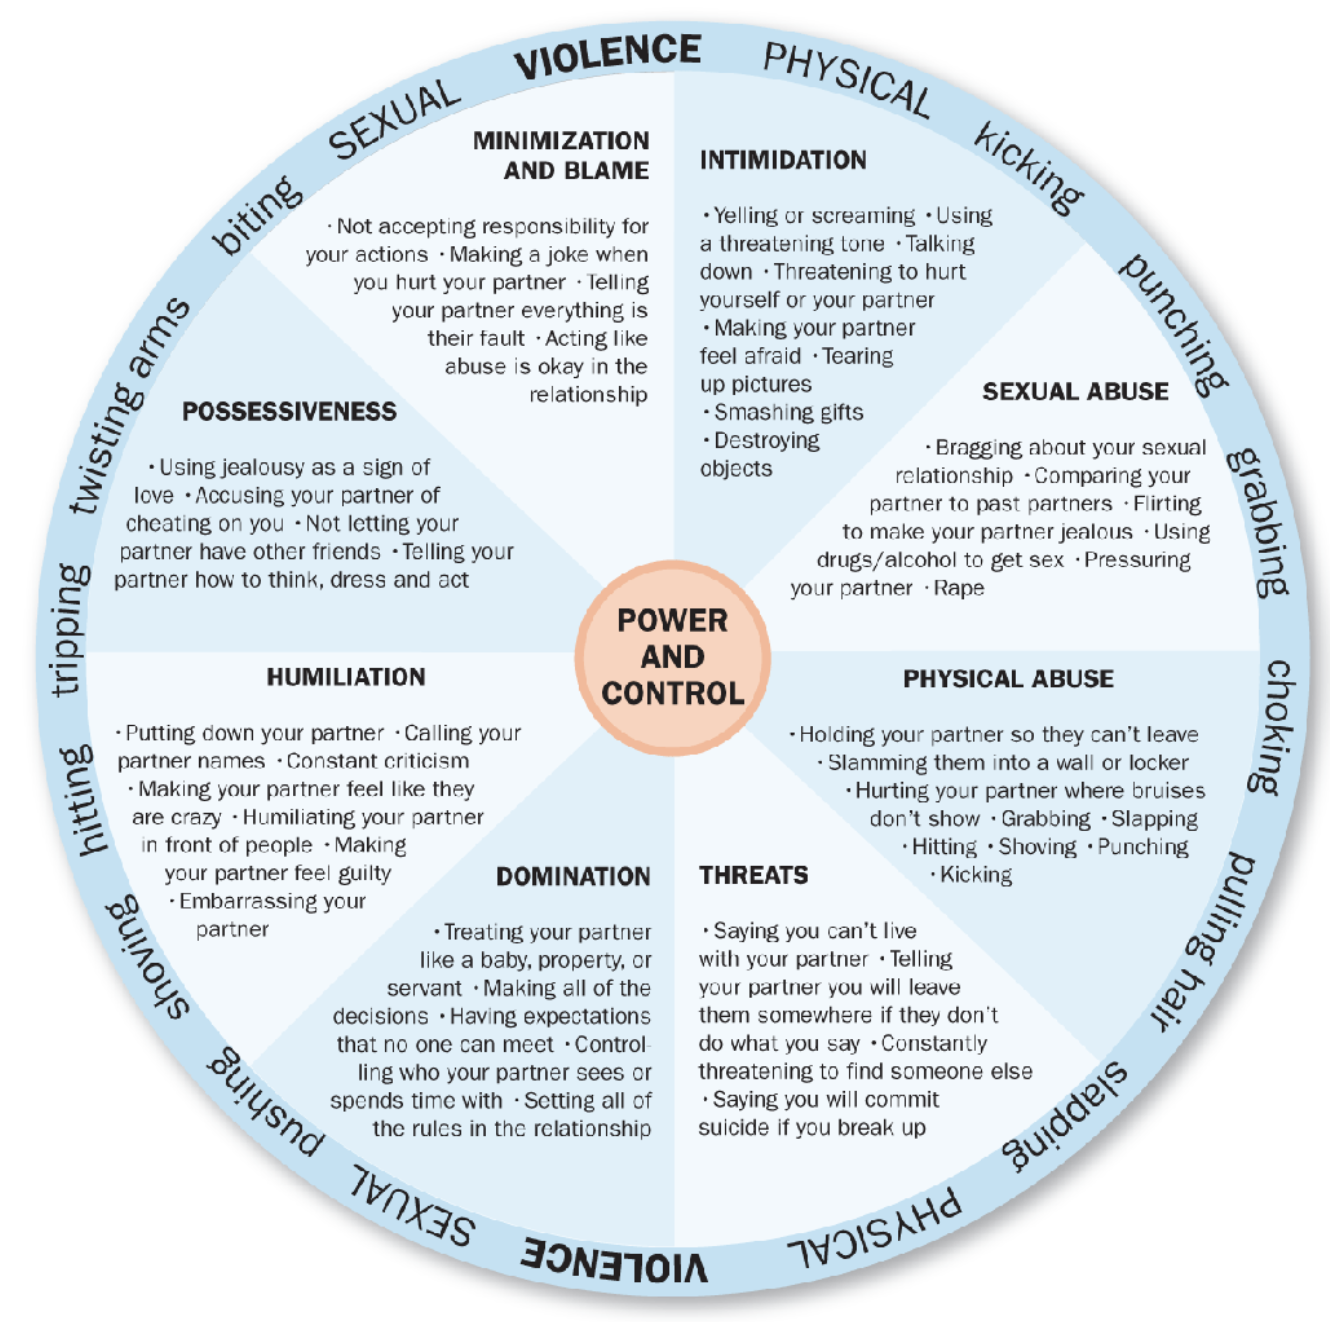 VIOLENCE
PHYSICAL
kicking
punching
grabbing
choking
pulling hair
slapping
PHYSICAL
VIOLENCE
SEXUAL
pushing
shoving
hitting
tripping
twisting arms
biting
SEXUAL
MINIMIZATION
AND BLAME
· Not accepting responsibility for
your actions · Making a joke when
you hurt your partner · Telling
your partner everything is
their fault · Acting like
abuse is okay in the
relationship
INTIMIDATION
· Yelling or screaming · Using
a threatening tone · Talking
down · Threatening to hurt
yourself or your partner
· Making your partner
feel afraid · Tearing
up pictures
· Smashing gifts
· Destroying
objects
SEXUAL ABUSE
· Bragging about your sexual
relationship · Comparing your
partner to past partners · Flirting
to make your partner jealous · Using
drugs/alcohol to get sex · Pressuring
your partner · Rape
PHYSICAL ABUSE
· Holding your partner so they can't leave
· Slamming them into a wall or locker
· Hurting your partner where bruises
don't show · Grabbing · Slapping
· Hitting · Shoving · Punching
· Kicking
THREATS
· Saying you can't live
with your partner · Telling
your partner you will leave
them somewhere if they don't
do what you say · Constantly
threatening to find someone else
· Saying you will commit
suicide if you break up
DOMINATION
· Treating your partner
like a baby, property, or
servant · Making all of the
decisions · Having expectations
that no one can meet · Control-
ling who your partner sees or
spends time with · Setting all of
the rules in the relationship
HUMILIATION
· Putting down your partner · Calling your
partner names · Constant criticism
· Making your partner feel like they
are crazy · Humiliating your partner
in front of people · Making
your partner feel guilty
· Embarrassing your
partner
POSSESSIVENESS
· Using jealousy as a sign of
love · Accusing your partner of
cheating on you · Not letting your
partner have other friends · Telling your
partner how to think, dress and act
POWER
AND
CONTROL